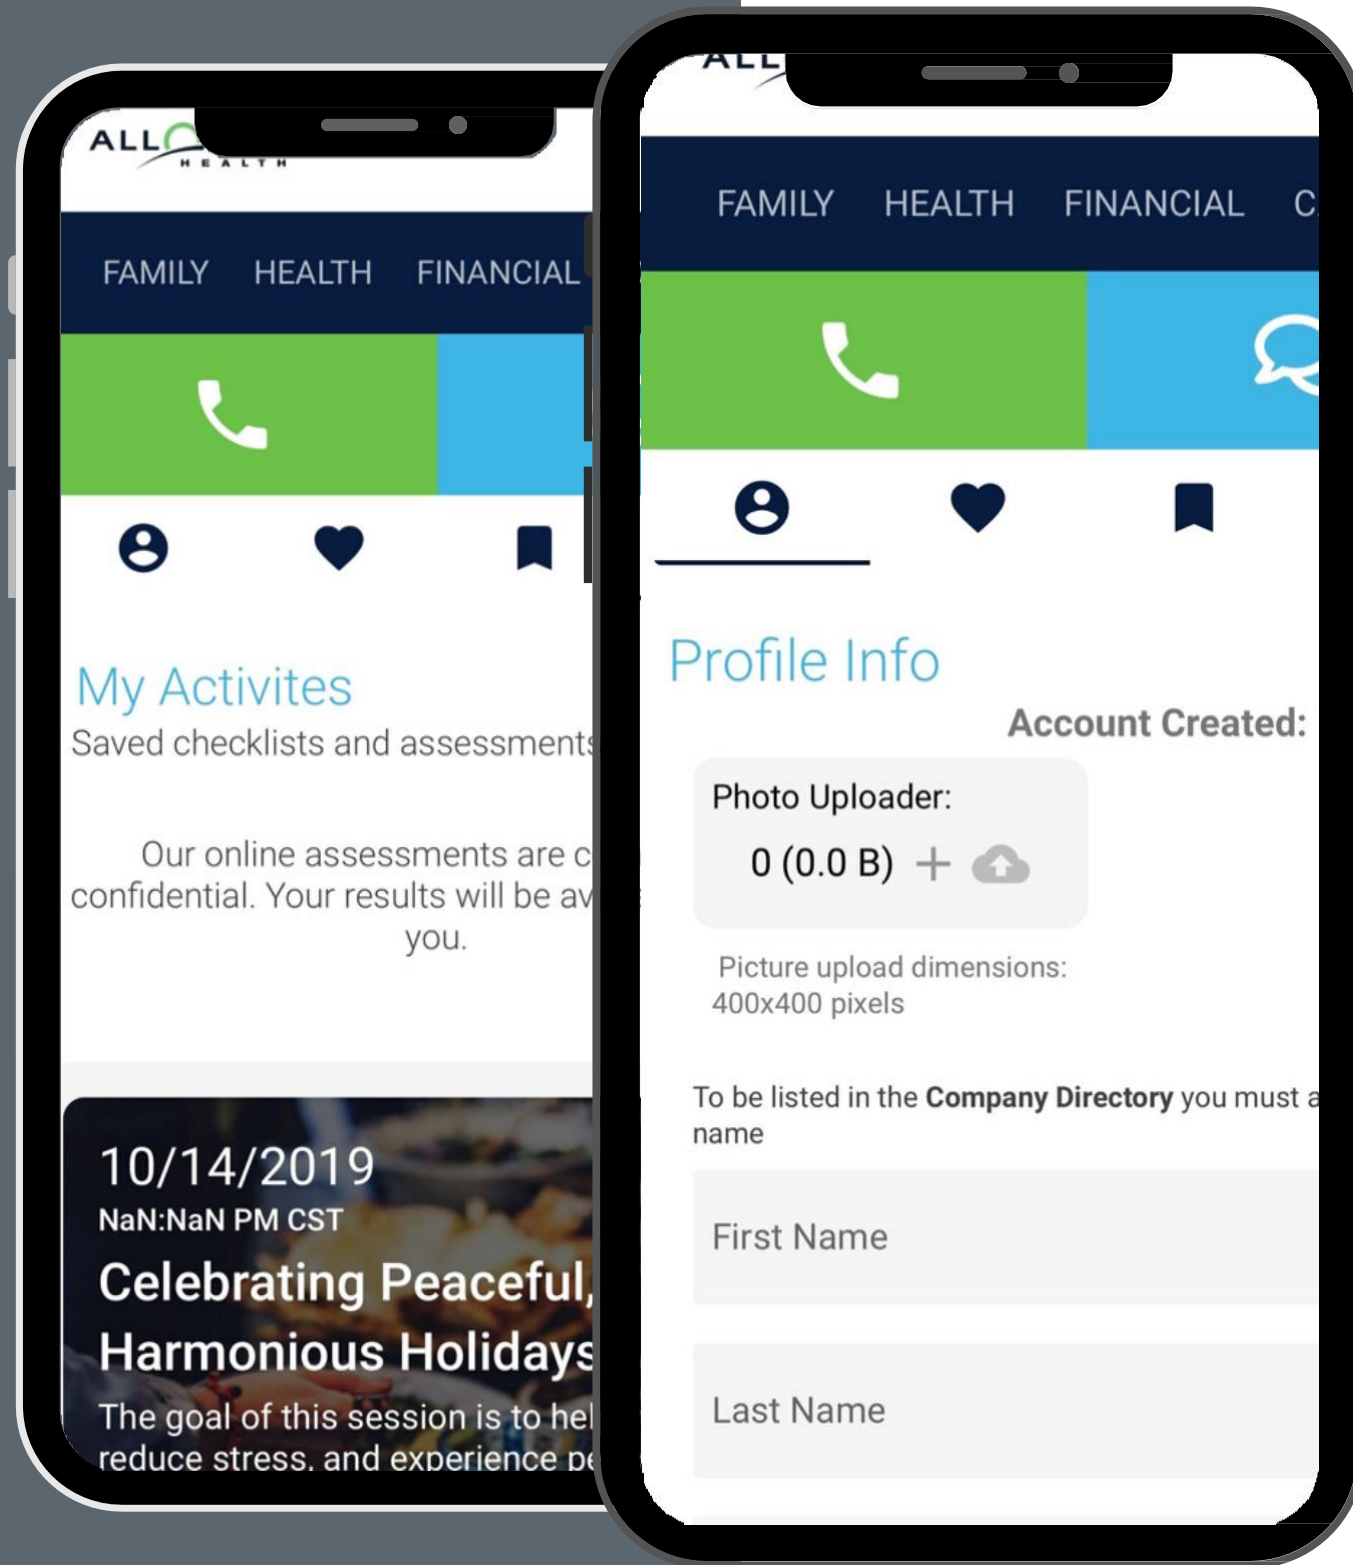 ALL
HEALTH
FAMILY HEALTH FINANCIAL
My Activites
Saved checklists and assessments
Our online assessments are c
confidential. Your results will be av
you.
10/14/2019
NaN:NaN PM CST
Celebrating Peaceful,
Harmonious Holidays
The goal of this session is to hel
reduce stress, and experience pe
ALL
FAMILY HEALTH FINANCIAL C
Profile Info
Account Created:
Photo Uploader:
0 (0.0 B)
Picture upload dimensions:
400x400 pixels
To be listed in the Company Directory you must a
name
First Name
Last Name